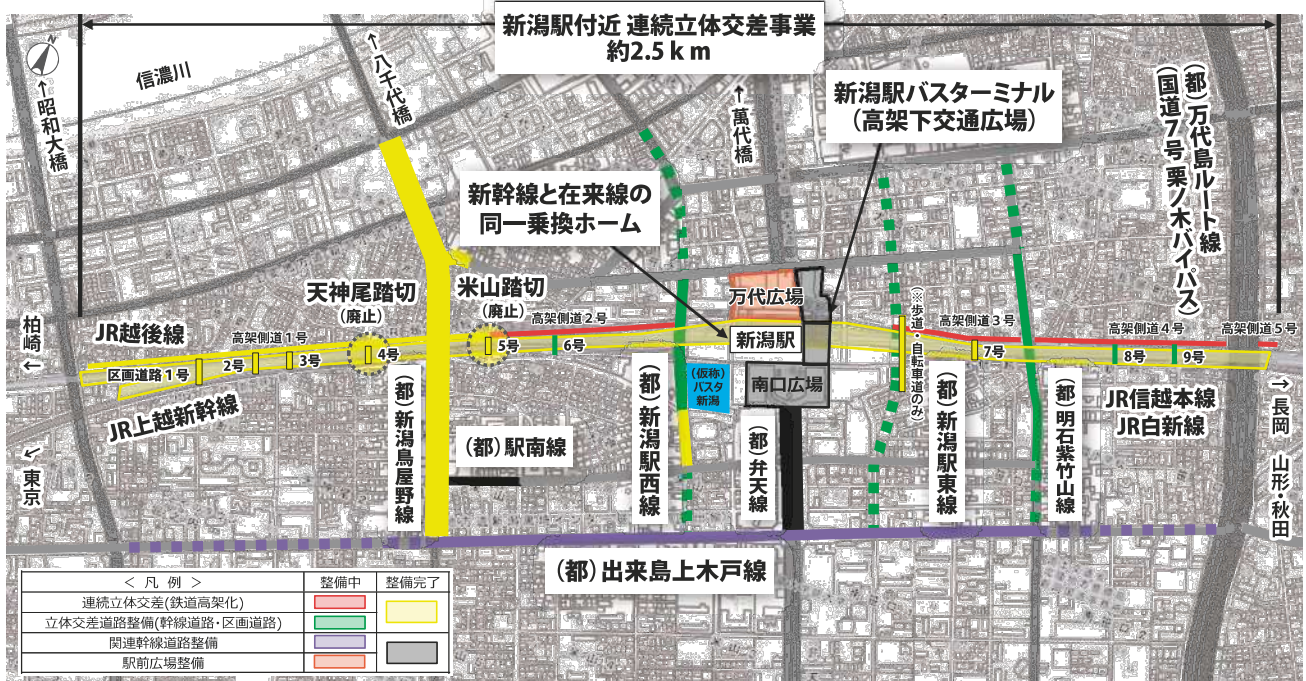 新潟駅付近 連続立体交差事業
約2.5ｋｍ
N
信濃川
↑昭和大橋
↑八千代橋
↑萬代橋
新潟駅バスターミナル
（高架下交通広場）
（都）万代島ルート線
（国道７号 栗ノ木バイパス）
新幹線と在来線の
同一乗換ホーム
天神尾踏切
（廃止）
米山踏切
（廃止）
万代広場
新潟駅
南口広場
（仮称）
バスタ
新潟
柏崎
←
JR越後線
高架側道１号
高架側道２号
高架側道３号
高架側道４号
高架側道５号
（※歩道・自転車道のみ）
区画道路１号
2号
3号
4号
5号
6号
7号
8号
9号
JR上越新幹線
JR信越本線
JR白新線
↙東京
→長岡 山形・秋田
（都）新潟鳥屋野線
（都）駅南線
（都）新潟駅西線
（都）弁天線
（都）新潟駅東線
（都）明石紫竹山線
（都）出来島上木戸線
＜ 凡 例 ＞ 整備中 整備完了
連続立体交差(鉄道高架化)
立体交差道路整備(幹線道路・区画道路)
関連幹線道路整備
駅前広場整備